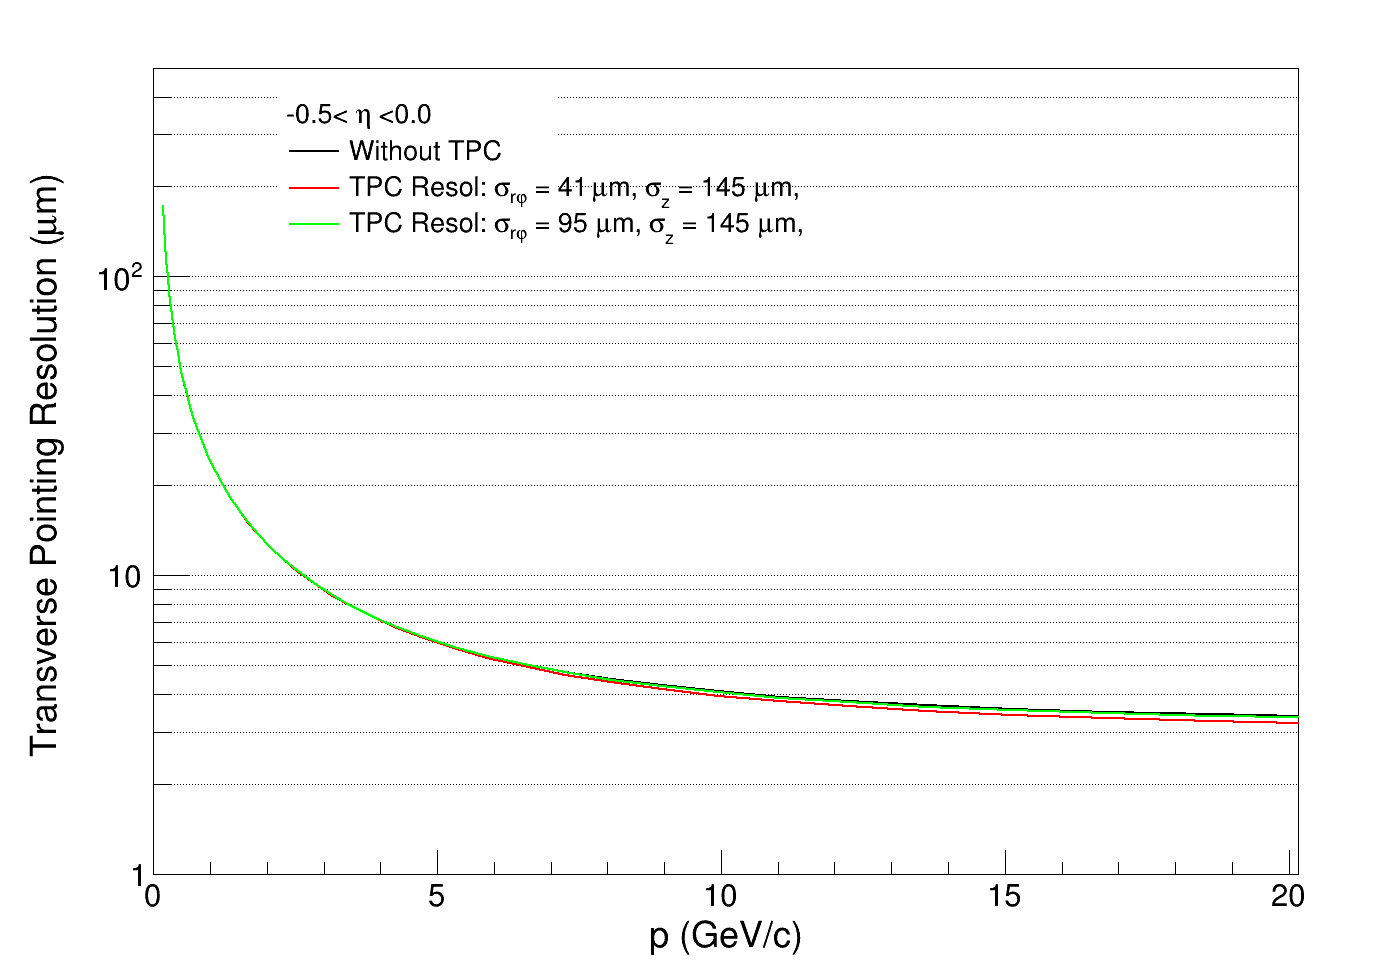 -0.5< η <0.0
Without TPC
TPC Resol: σrφ = 41 μm, σz = 145 μm,
TPC Resol: σrφ = 95 μm, σz = 145 μm,
Transverse Pointing Resolution (μm)
10²
10
1
0 5 10 15 20
p (GeV/c)